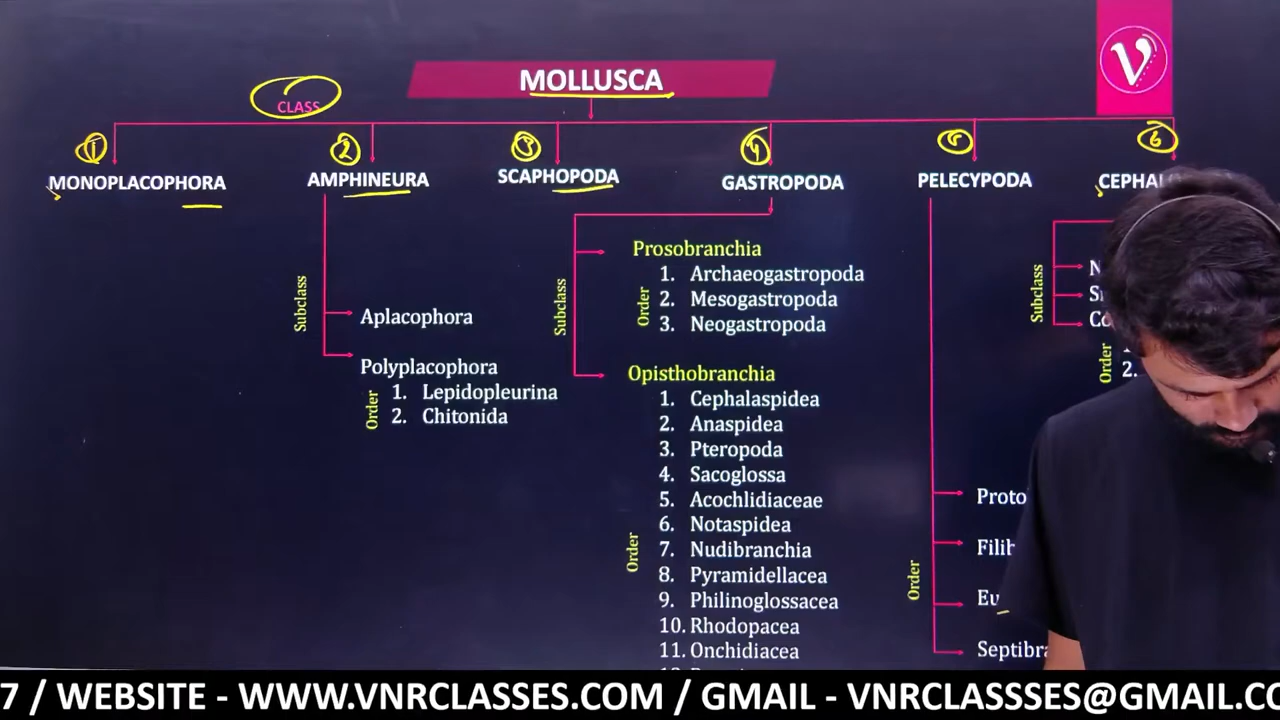 MOLLUSCA
V
CLASS
1
2
3
4
5
6
MONOPLACOPHORA
AMPHINEURA
SCAPHOPODA
GASTROPODA
PELECYPODA
Subclass
Aplacophora
Polyplacophora
Order
1. Lepidopleurina
2. Chitonida
Subclass
Prosobranchia
Order
1. Archaeogastropoda
2. Mesogastropoda
3. Neogastropoda
Opisthobranchia
Order
1. Cephalaspidea
2. Anaspidea
3. Pteropoda
4. Sacoglossa
5. Acochlidiaceae
6. Notaspidea
7. Nudibranchia
8. Pyramidellacea
9. Philinoglossacea
10. Rhodopacea
11. Onchidiacea
Order
Subclass
Order
2.
7 / WEBSITE - WWW.VNRCLASSES.COM / GMAIL - VNRCLASSSES@GMAIL.CO